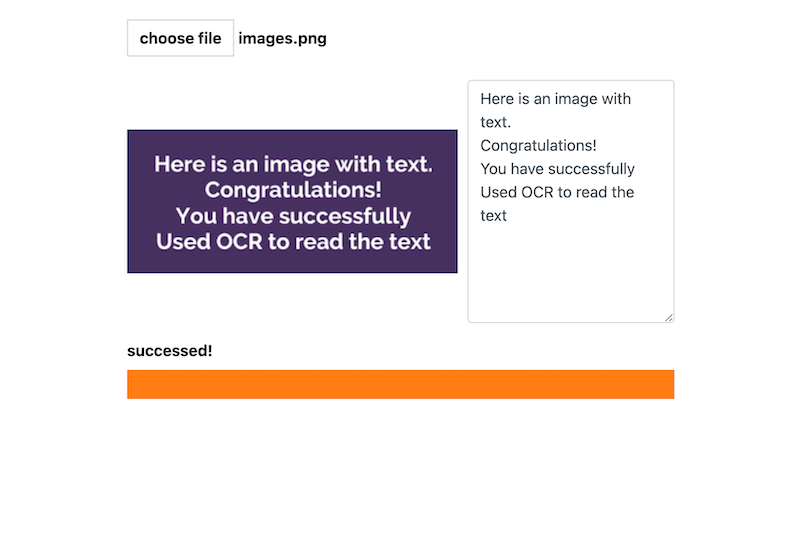 choose file images.png
Here is an image with text.
Congratulations!
You have successfully
Used OCR to read the text
Here is an image with
text.
Congratulations!
You have successfully
Used OCR to read the
text
successed!